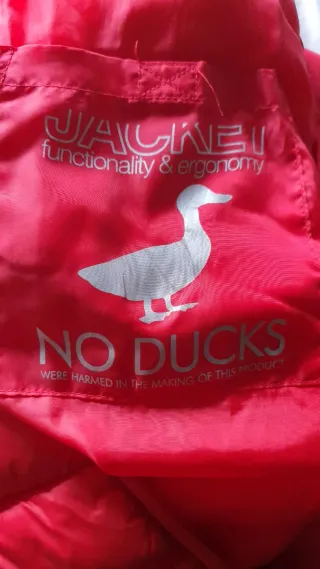 JACKET
functionality & ergonomy
NO DUCKS
WERE HARMED IN THE MAKING OF THIS PRODUCT